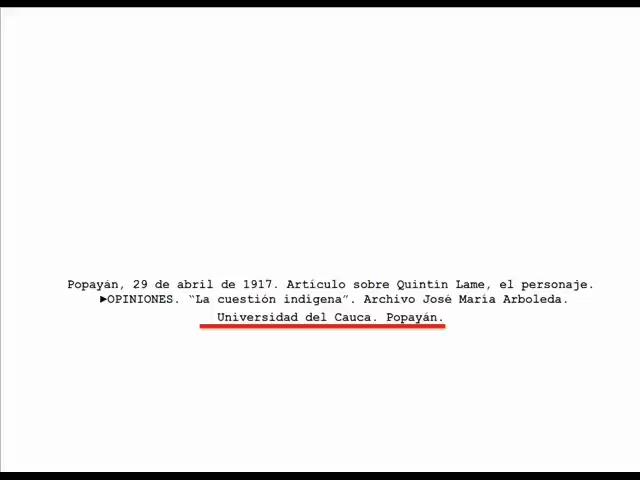 Popayán, 29 de abril de 1917. Artículo sobre Quintín Lame, el personaje.
►OPINIONES. “La cuestión indígena”. Archivo José María Arboleda.
Universidad del Cauca. Popayán.